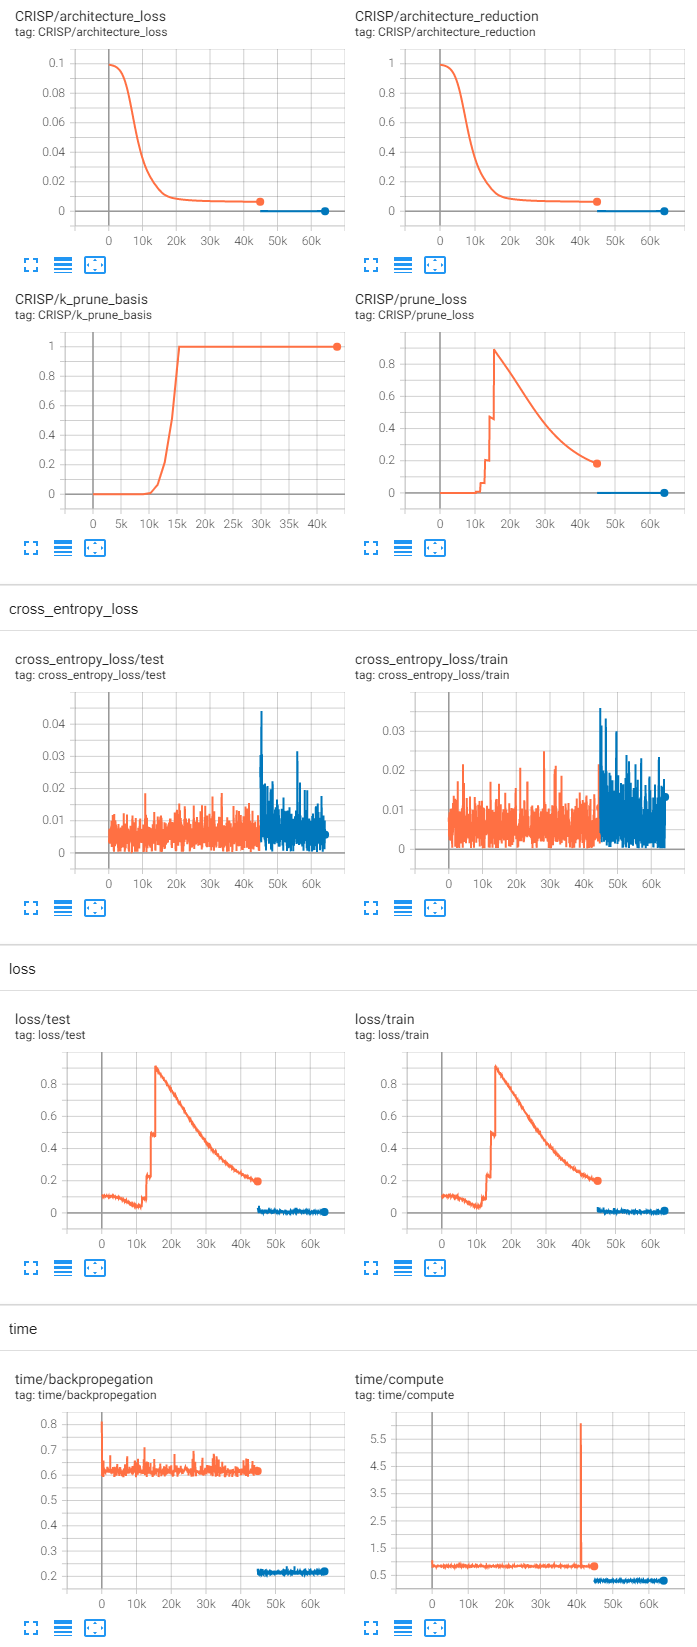 CRISP/architecture_loss
tag: CRISP/architecture_loss
0.1
0.08
0.06
0.04
0.02
0
0 10k 20k 30k 40k 50k 60k
CRISP/architecture_reduction
tag: CRISP/architecture_reduction
1
0.8
0.6
0.4
0.2
0
0 10k 20k 30k 40k 50k 60k
CRISP/k_prune_basis
tag: CRISP/k_prune_basis
1
0.8
0.6
0.4
0.2
0
0 5k 10k 15k 20k 25k 30k 35k 40k
CRISP/prune_loss
tag: CRISP/prune_loss
0.8
0.6
0.4
0.2
0
0 10k 20k 30k 40k 50k 60k
cross_entropy_loss
cross_entropy_loss/test
tag: cross_entropy_loss/test
0.04
0.03
0.02
0.01
0
0 10k 20k 30k 40k 50k 60k
cross_entropy_loss/train
tag: cross_entropy_loss/train
0.03
0.02
0.01
0
0 10k 20k 30k 40k 50k 60k
loss
loss/test
tag: loss/test
0.8
0.6
0.4
0.2
0
0 10k 20k 30k 40k 50k 60k
loss/train
tag: loss/train
0.8
0.6
0.4
0.2
0
0 10k 20k 30k 40k 50k 60k
time
time/backpropegation
tag: time/backpropegation
0.8
0.7
0.6
0.5
0.4
0.3
0.2
0 10k 20k 30k 40k 50k 60k
time/compute
tag: time/compute
5.5
4.5
3.5
2.5
1.5
0.5
0 10k 20k 30k 40k 50k 60k